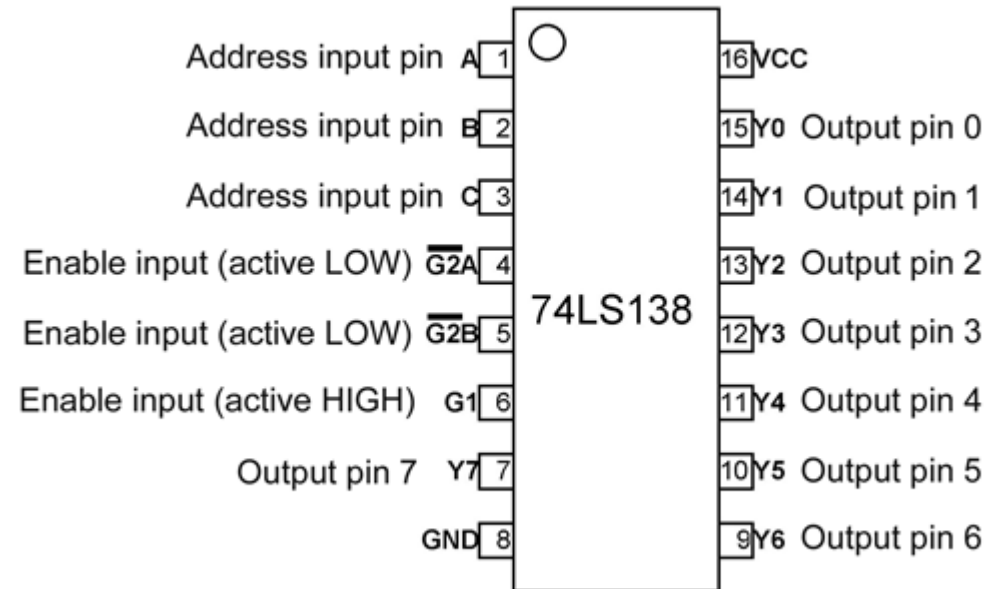 Address input pin A 1
Address input pin B 2
Address input pin C 3
Enable input (active LOW) G2A 4
Enable input (active LOW) G2B 5
Enable input (active HIGH) G1 6
Output pin 7 Y7 7
GND 8
74LS138
16 VCC
15 Y0 Output pin 0
14 Y1 Output pin 1
13 Y2 Output pin 2
12 Y3 Output pin 3
11 Y4 Output pin 4
10 Y5 Output pin 5
9 Y6 Output pin 6